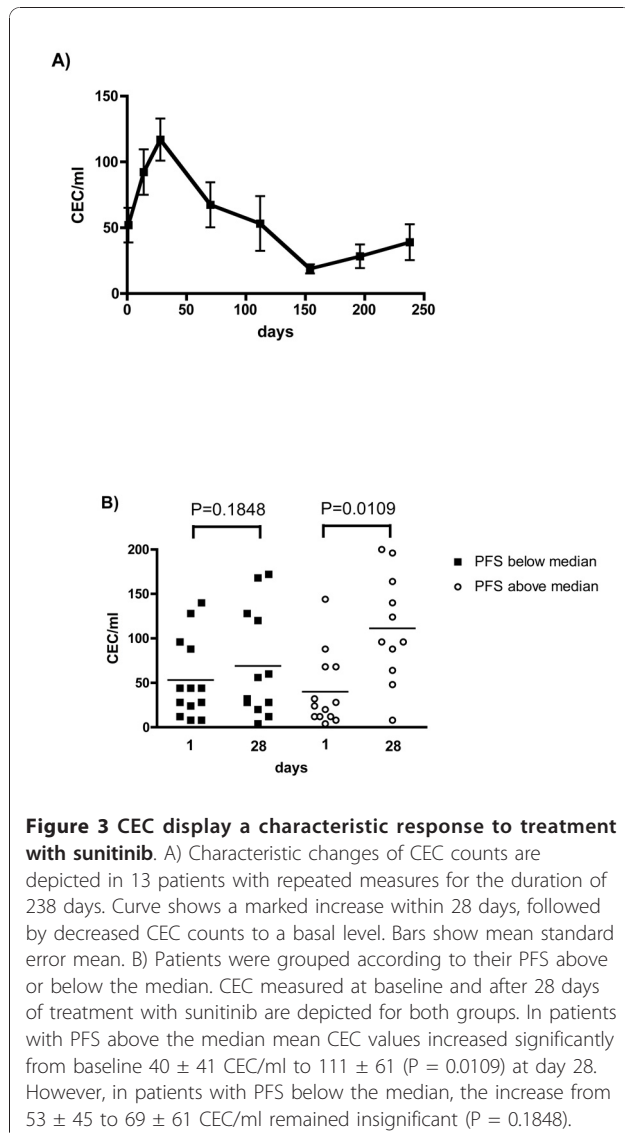 A)
150
100
50
0
CEC/ml
0 50 100 150 200 250
days
B)
P=0.1848 P=0.0109
200
150
100
50
0
CEC/ml
■ PFS below median
○ PFS above median
1 28 1 28
days
Figure 3 CEC display a characteristic response to treatment
with sunitinib. A) Characteristic changes of CEC counts are
depicted in 13 patients with repeated measures for the duration of
238 days. Curve shows a marked increase within 28 days, followed
by decreased CEC counts to a basal level. Bars show mean standard
error mean. B) Patients were grouped according to their PFS above
or below the median. CEC measured at baseline and after 28 days
of treatment with sunitinib are depicted for both groups. In patients
with PFS above the median mean CEC values increased significantly
from baseline 40 ± 41 CEC/ml to 111 ± 61 (P = 0.0109) at day 28.
However, in patients with PFS below the median, the increase from
53 ± 45 to 69 ± 61 CEC/ml remained insignificant (P = 0.1848).